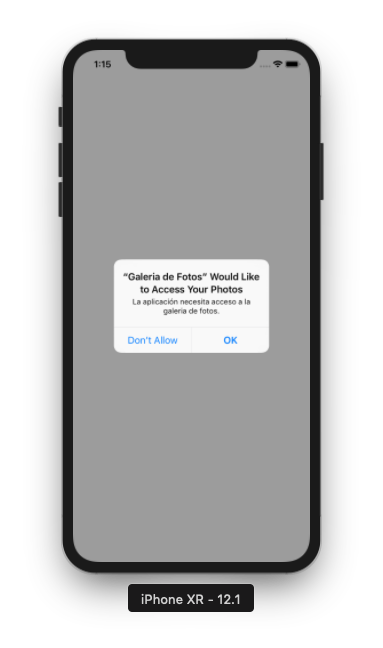 1:15
“Galeria de Fotos” Would Like
to Access Your Photos
La aplicación necesita acceso a la
galeria de fotos.
Don't Allow
OK
iPhone XR - 12.1